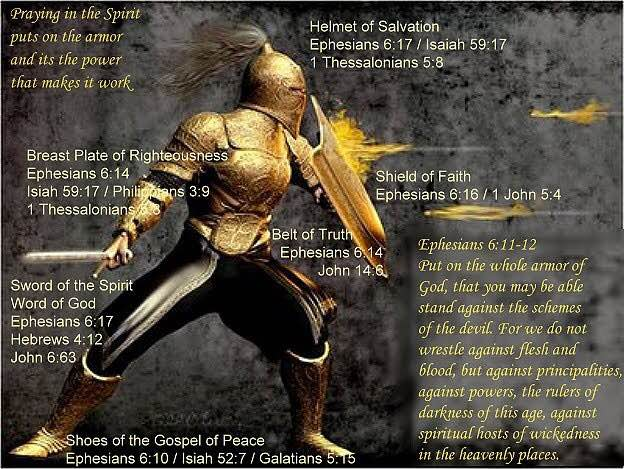 Praying in the Spirit
puts on the armor
and its the power
that makes it work
Helmet of Salvation
Ephesians 6:17 / Isaiah 59:17
1 Thessalonians 5:8
Breast Plate of Righteousness
Ephesians 6:14
Isiah 59:17 / Philippians 3:9
1 Thessalonians 5:8
Shield of Faith
Ephesians 6:16 / 1 John 5:4
Belt of Truth
Ephesians 6:14
John 14:6
Sword of the Spirit
Word of God
Ephesians 6:17
Hebrews 4:12
John 6:63
Ephesians 6:11-12
Put on the whole armor of
God, that you may be able
stand against the schemes
of the devil. For we do not
wrestle against flesh and
blood, but against principalities,
against powers, the rulers of
darkness of this age, against
spiritual hosts of wickedness
in the heavenly places.
Shoes of the Gospel of Peace
Ephesians 6:10 / Isiah 52:7 / Galatians 5:15